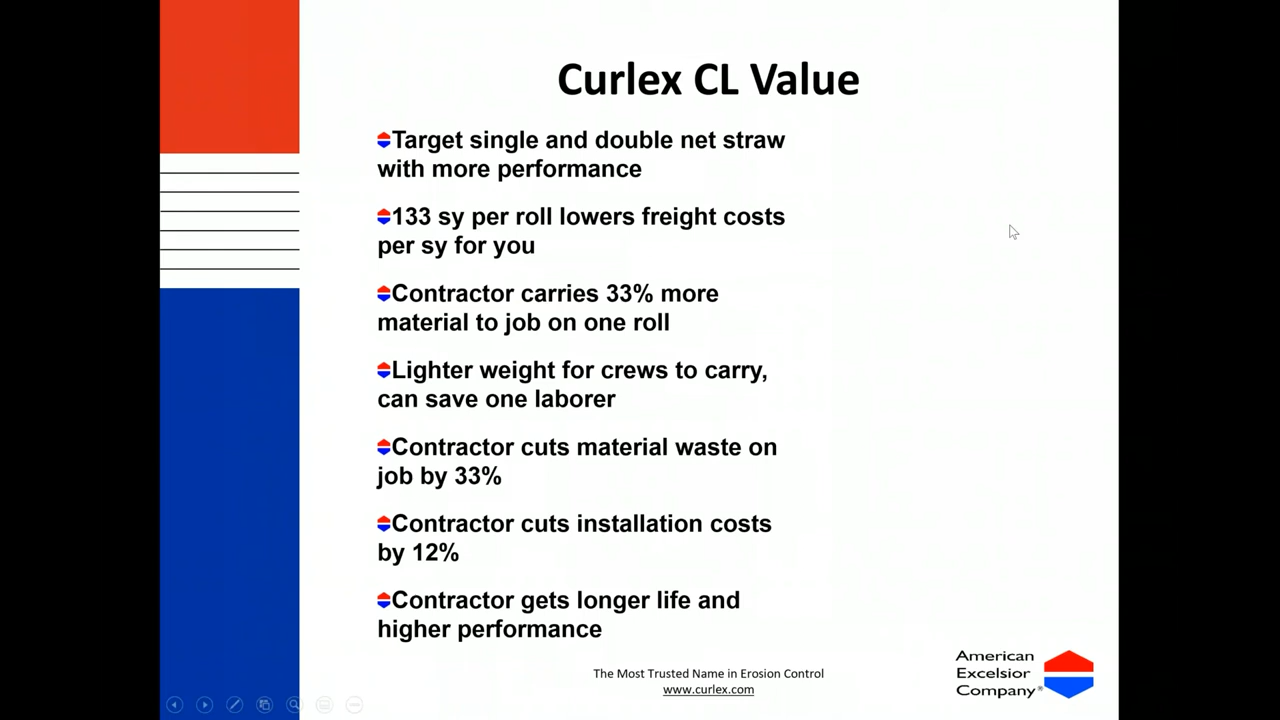 Curlex CL Value
Target single and double net straw
with more performance
133 sy per roll lowers freight costs
per sy for you
Contractor carries 33% more
material to job on one roll
Lighter weight for crews to carry,
can save one laborer
Contractor cuts material waste on
job by 33%
Contractor cuts installation costs
by 12%
Contractor gets longer life and
higher performance
The Most Trusted Name in Erosion Control
www.curlex.com
American
Excelsior
Company®